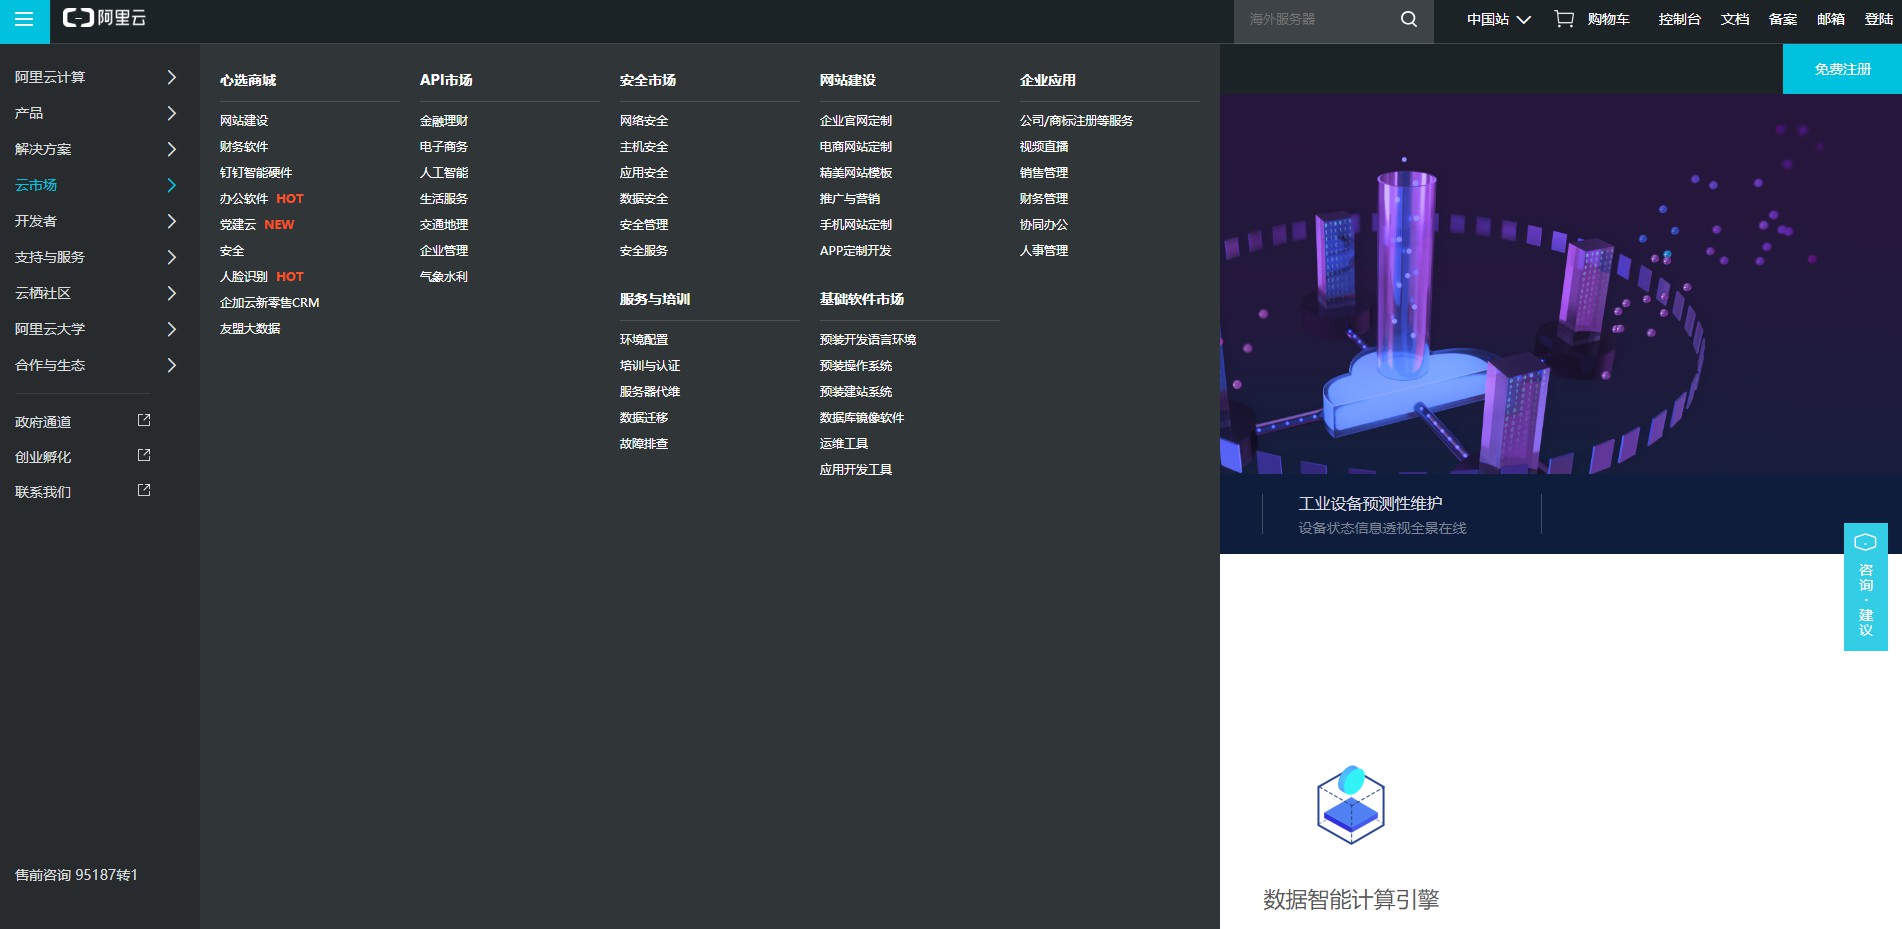 阿里云
海外服务器
中国站
购物车
控制台
文档
备案
邮箱
登陆
免费注册
阿里云计算
产品
解决方案
云市场
开发者
支持与服务
云栖社区
阿里云大学
合作与生态
政府通道
创业孵化
联系我们
售前咨询 95187转1
心选商城
网站建设
财务软件
钉钉智能硬件
办公软件 HOT
党建云 NEW
安全
人脸识别 HOT
企加云新零售CRM
友盟大数据
API市场
金融理财
电子商务
人工智能
生活服务
交通地理
企业管理
气象水利
安全市场
网络安全
主机安全
应用安全
数据安全
安全管理
安全服务
服务与培训
环境配置
培训与认证
服务器代维
数据迁移
故障排查
网站建设
企业官网定制
电商网站定制
精美网站模板
推广与营销
手机网站定制
APP定制开发
基础软件市场
预装开发语言环境
预装操作系统
预装建站系统
数据库镜像软件
运维工具
应用开发工具
企业应用
公司/商标注册等服务
视频直播
销售管理
财务管理
协同办公
人事管理
工业设备预测性维护
设备状态信息透视全景在线
咨询·建议
数据智能计算引擎